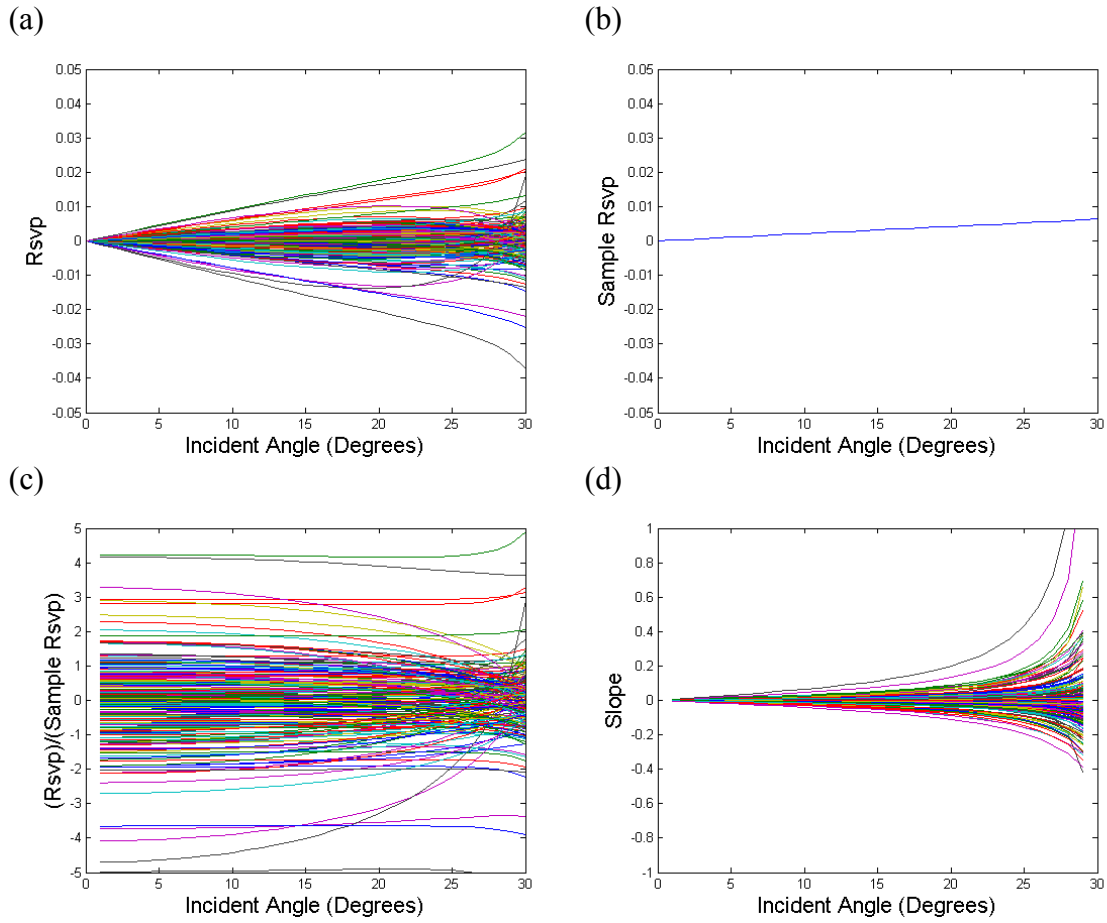 (a)
(b)
0.05
0.04
0.03
0.02
0.01
0
-0.01
-0.02
-0.03
-0.04
-0.05
Rsvp
0 5 10 15 20 25 30
Incident Angle (Degrees)
0.05
0.04
0.03
0.02
0.01
0
-0.01
-0.02
-0.03
-0.04
-0.05
Sample Rsvp
0 5 10 15 20 25 30
Incident Angle (Degrees)
(c)
(d)
5
4
3
2
1
0
-1
-2
-3
-4
-5
(Rsvp)/(Sample Rsvp)
0 5 10 15 20 25 30
Incident Angle (Degrees)
1
0.8
0.6
0.4
0.2
0
-0.2
-0.4
-0.6
-0.8
-1
Slope
0 5 10 15 20 25 30
Incident Angle (Degrees)